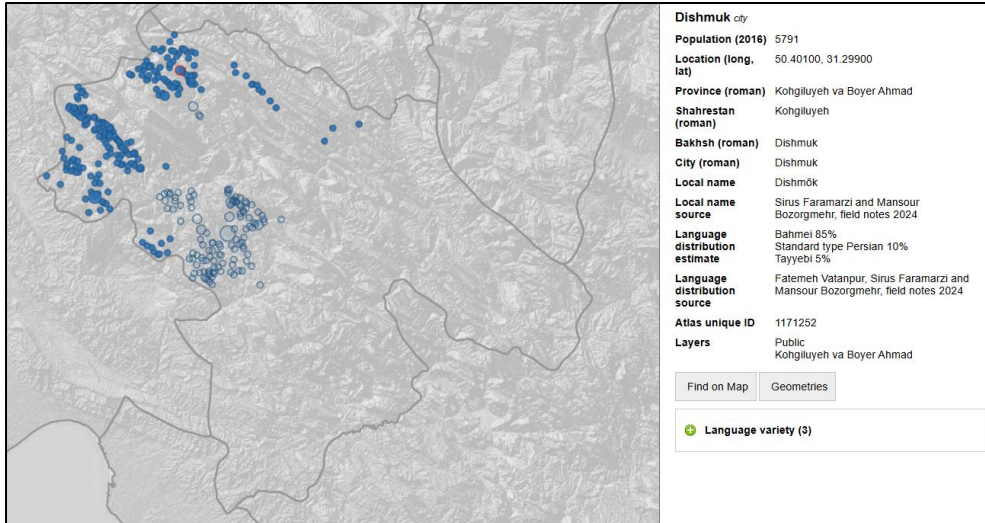 Dishmuk city
Population (2016) 5791
Location (long, lat) 50.40100, 31.29900
Province (roman) Kohgiluyeh va Boyer Ahmad
Shahrestan (roman) Kohgiluyeh
Bakhsh (roman) Dishmuk
City (roman) Dishmuk
Local name Dishmŏk
Local name source Sirus Faramarzi and Mansour
Bozorgmehr, field notes 2024
Language distribution estimate Bahmei 85%
Standard type Persian 10%
Tayyebi 5%
Language distribution source Fatemeh Vatanpur, Sirus Faramarzi and
Mansour Bozorgmehr, field notes 2024
Atlas unique ID 1171252
Layers Public
Kohgiluyeh va Boyer Ahmad
Find on Map Geometries
Language variety (3)